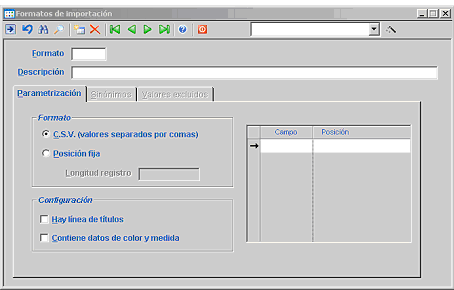 Formatos de importación
Formato
Descripción
Parametrización Sinónimos Valores excluidos
Formato
C.S.V. (valores separados por comas)
Posición fija
Longitud registro
Campo Posición
Configuración
Hay línea de títulos
Contiene datos de color y medida